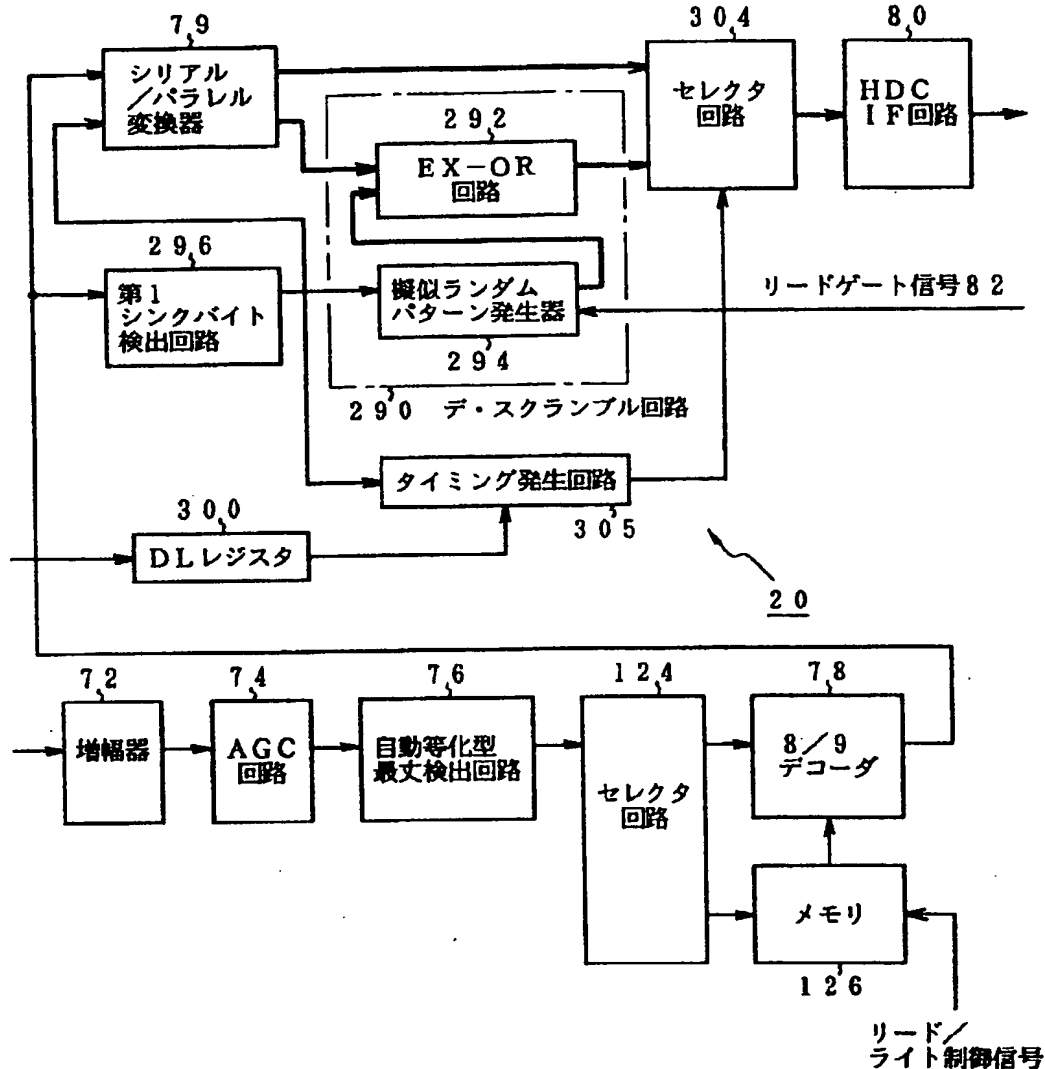 79
シリアル
/パラレル
変換器
304
セレクタ
回路
80
HDC
IF回路
292
EX-OR
回路
296
第1
シンクバイト
検出回路
擬似ランダム
パターン発生器
294
リードゲート信号82
290 デ・スクランブル回路
タイミング発生回路
305
300
DLレジスタ
20
72
増幅器
74
AGC
回路
76
自動等化型
最丈検出回路
124
セレクタ
回路
78
8/9
デコーダ
メモリ
126
リード/
ライト制御信号